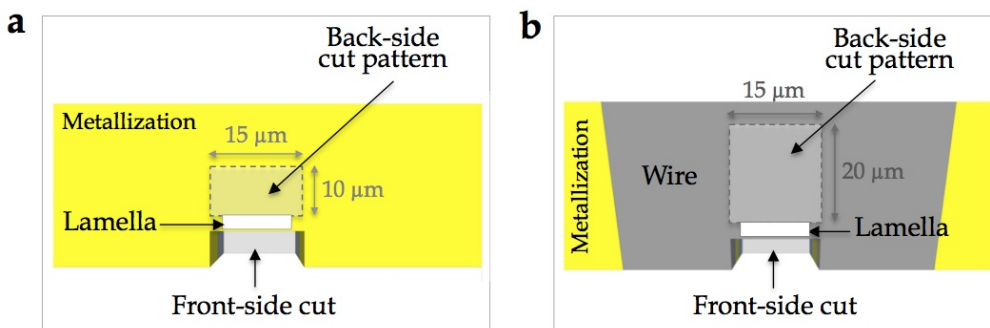 a
Back-side
cut pattern
Metallization
15 μm
10 μm
Lamella
Front-side cut
b
Back-side
cut pattern
15 μm
Metallization
Wire
20 μm
Lamella
Front-side cut